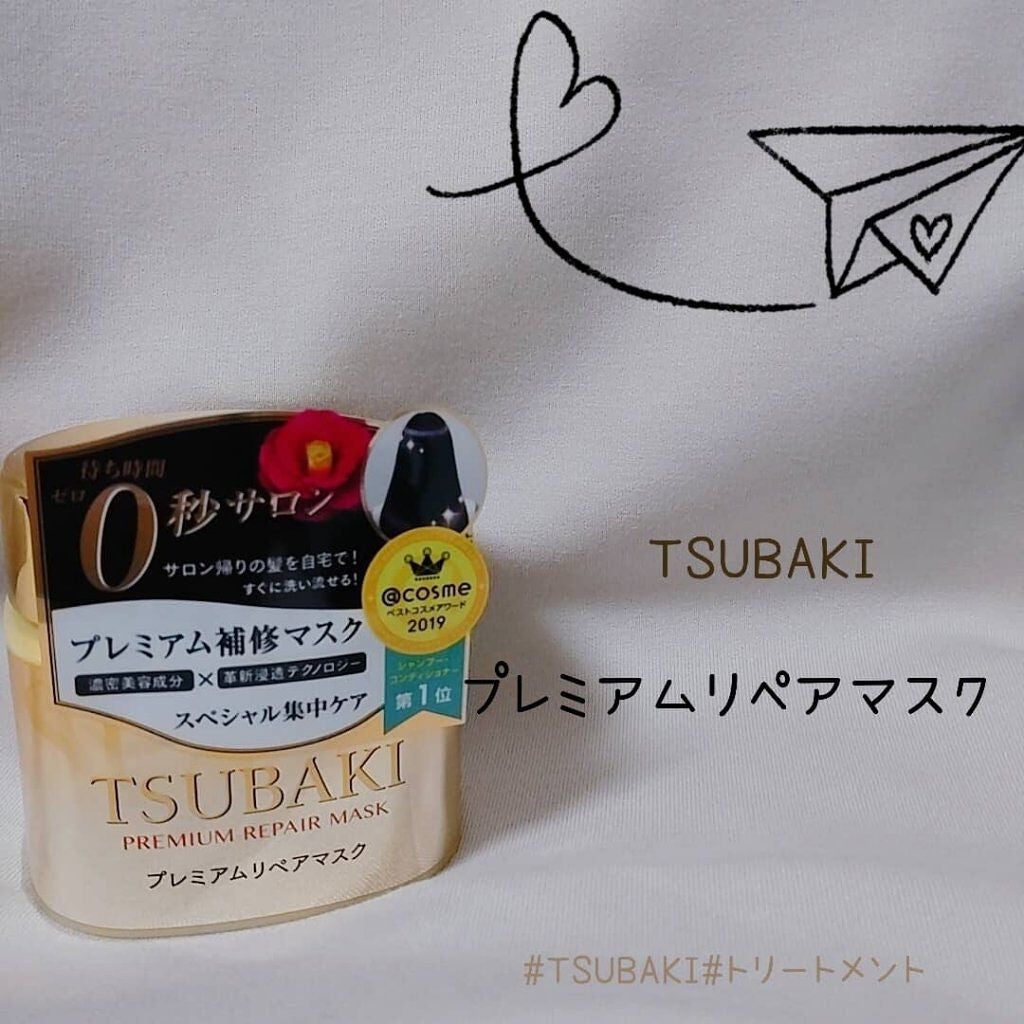 待ち時間
ゼロ
0秒サロン
サロン帰りの髪を自宅で!
すぐに洗い流せる!
プレミアム補修マスク
濃密美容成分×革新浸透テクノロジー
スペシャル集中ケア
@cosme
ベストコスメアワード
2019
シャンプー・
コンディショナー
第1位
TSUBAKI
PREMIUM REPAIR MASK
プレミアムリペアマスク
TSUBAKI
プレミアムリペアマスク
#TSUBAKI#トリートメント